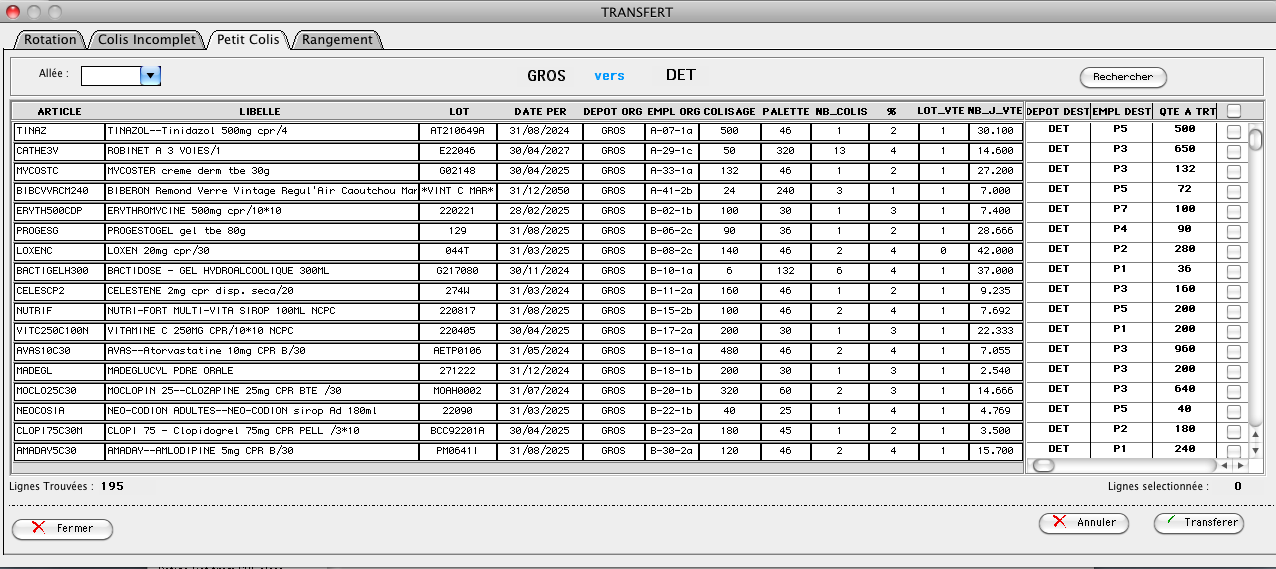 TRANSFERT
Rotation Colis Incomplet Petit Colis Rangement
Allée : GROS vers DET Rechercher
ARTICLE LIBELLE LOT DATE PER DEPOT ORG EMPL ORG COLISAGE PALETTE NB_COLIS % LOT_VTE NB_J_VTE DEPOT DEST EMPL DEST QTE A TRT
TINAZ TINAZOL--Tinidazol 500mg cpr/4 AT210649A 31/08/2024 GROS A-07-1a 500 46 1 2 1 30.100 DET P5 500
CATHE3V ROBINET A 3 VOIES/1 E22046 30/04/2027 GROS A-29-1c 50 320 13 4 1 14.600 DET P3 650
MYCOSTC MYCOSTER creme derm tbe 30g G02148 30/04/2025 GROS A-33-1a 132 46 1 2 1 27.200 DET P3 132
BIBCVVRCM240 BIBERON Remond Verre Vintage Regul'Air Caoutchou Mar *VINT C MAR* 31/12/2050 GROS A-41-2b 24 240 3 1 1 7.000 DET P5 72
ERYTH500CDP ERYTHROMYCINE 500mg cpr/10*10 220221 28/02/2025 GROS B-02-1b 100 30 1 3 1 7.400 DET P7 100
PROGESG PROGESTOGEL gel tbe 80g 129 31/08/2025 GROS B-06-2c 90 36 1 2 1 28.666 DET P4 90
LOXENC LOXEN 20mg cpr/30 044T 31/03/2025 GROS B-08-2c 140 46 2 4 0 42.000 DET P2 280
BACTIGELH300 BACTIDOSE - GEL HYDROALCOOLIQUE 300ML G217080 30/11/2024 GROS B-10-1a 6 132 6 4 1 37.000 DET P1 36
CELESCP2 CELESTENE 2mg cpr disp. seca/20 274W 31/03/2024 GROS B-11-2a 160 46 1 2 1 9.235 DET P3 160
NUTRIF NUTRI-FORT MULTI-VITA SIROP 100ML NCPC 220817 31/08/2025 GROS B-15-2b 100 46 2 4 1 7.692 DET P5 200
VITC250C100N VITAMINE C 250MG CPR/10*10 NCPC 220405 30/04/2025 GROS B-17-2a 200 30 1 3 1 22.333 DET P1 200
AVAS10C30 AVAS--Atorvastatine 10mg CPR B/30 AETP0106 31/05/2024 GROS B-18-1a 480 46 2 4 1 7.055 DET P3 960
MADEGL MADEGLUCYL PDRE ORALE 271222 31/12/2024 GROS B-18-1b 200 30 1 3 1 2.540 DET P3 200
MOCLO25C30 MOCLOPIN 25--CLOZAPINE 25mg CPR BTE /30 MOAH0002 31/07/2024 GROS B-20-1b 320 60 2 3 1 14.666 DET P3 640
NEOCOSIA NEO-CODION ADULTES--NEO-CODION sirop Ad 180ml 22090 31/03/2025 GROS B-22-1b 40 25 1 4 1 4.769 DET P5 40
CLOPI75C30M CLOPI 75 - Clopidogrel 75mg CPR PELL /3*10 BCC92201A 30/04/2025 GROS B-23-2a 180 45 1 2 1 3.500 DET P2 180
AMADAY5C30 AMADAY--AMLODIPINE 5mg CPR B/30 PM0641I 31/08/2025 GROS B-30-2a 120 46 2 4 1 15.700 DET P1 240
Lignes Trouvées : 195 Lignes selectionnée : 0
Fermer Annuler Transferer